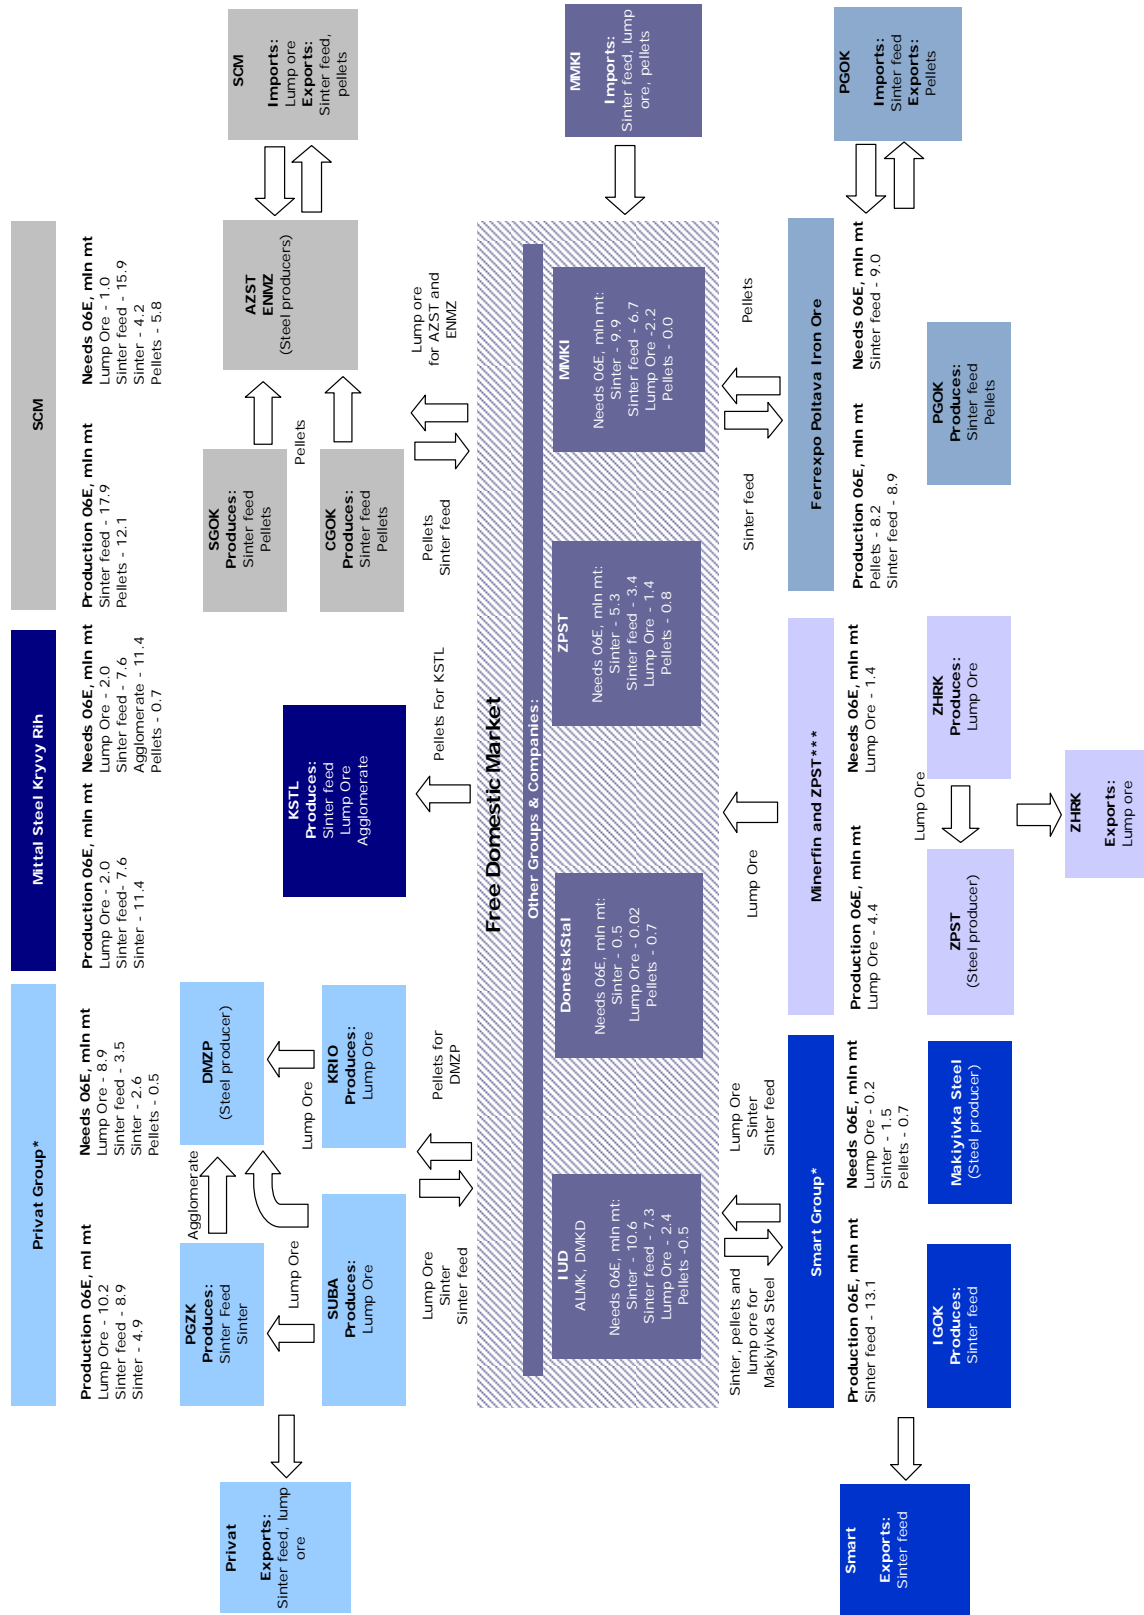 Privat Group*
Production 06E, ml mt
Lump Ore - 10.2
Sinter feed - 8.9
Sinter - 4.9
Needs 06E, mln mt
Lump Ore - 8.9
Sinter feed - 3.5
Sinter - 2.6
Pellets - 0.5
Mittal Steel Kryvy Rih
Production 06E, mln mt
Lump Ore - 2.0
Sinter feed- 7.6
Sinter - 11.4
Needs 06E, mln mt
Lump Ore - 2.0
Sinter feed - 7.6
Agglomerate - 11.4
Pellets - 0.7
SCM
Production 06E, mln mt
Sinter feed - 17.9
Pellets - 12.1
Needs 06E, mln mt
Lump Ore - 1.0
Sinter feed - 15.9
Sinter - 4.2
Pellets - 5.8
Privat
Exports:
Sinter feed, lump
ore
PGZK
Produces:
Sinter Feed
Sinter
Agglomerate
DMZP
(Steel producer)
Lump Ore
Lump Ore
SUBA
Produces:
Lump Ore
KRIO
Produces:
Lump Ore
KSTL
Produces:
Sinter feed
Lump Ore
Agglomerate
SGOK
Produces:
Sinter feed
Pellets
Pellets
CGOK
Produces:
Sinter feed
Pellets
AZST
ENMZ
(Steel producers)
SCM
Imports:
Lump ore
Exports:
Sinter feed,
pellets
Lump Ore
Sinter
Sinter feed
Pellets for
DMZP
Pellets For KSTL
Pellets
Sinter feed
Lump ore
for AZST and
ENMZ
Free Domestic Market
Other Groups & Companies:
IUD
ALMK, DMKD
Needs 06E, mln mt:
Sinter - 10.6
Sinter feed - 7.3
Lump Ore - 2.4
Pellets -0.5
DonetskStal
Needs 06E, mln mt:
Sinter - 0.5
Lump Ore - 0.02
Pellets - 0.7
ZPST
Needs 06E, mln mt:
Sinter - 5.3
Sinter feed - 3.4
Lump Ore - 1.4
Pellets - 0.8
MMKI
Needs 06E, mln mt:
Sinter - 9.9
Sinter feed - 6.7
Lump Ore -2.2
Pellets - 0.0
MMKI
Imports:
Sinter feed, lump
ore, pellets
Sinter, pellets and
lump ore for
Makiyivka Steel
Lump Ore
Sinter
Sinter feed
Lump Ore
Sinter feed
Pellets
Smart Group*
Production 06E, mln mt
Sinter feed - 13.1
Needs 06E, mln mt
Lump Ore - 0.2
Sinter - 1.5
Pellets - 0.7
Minerfin and ZPST***
Production 06E, mln mt
Lump Ore - 4.4
Needs 06E, mln mt
Lump Ore - 1.4
Ferrexpo Poltava Iron Ore
Production 06E, mln mt
Pellets - 8.2
Sinter feed - 8.9
Needs 06E, mln mt
Sinter feed - 9.0
Smart
Exports:
Sinter feed
IGOK
Produces:
Sinter feed
Makiyivka Steel
(Steel producer)
ZPST
(Steel producer)
Lump Ore
ZHRK
Produces:
Lump Ore
ZHRK
Exports:
Lump ore
PGOK
Produces:
Sinter feed
Pellets
PGOK
Imports:
Sinter feed
Exports:
Pellets